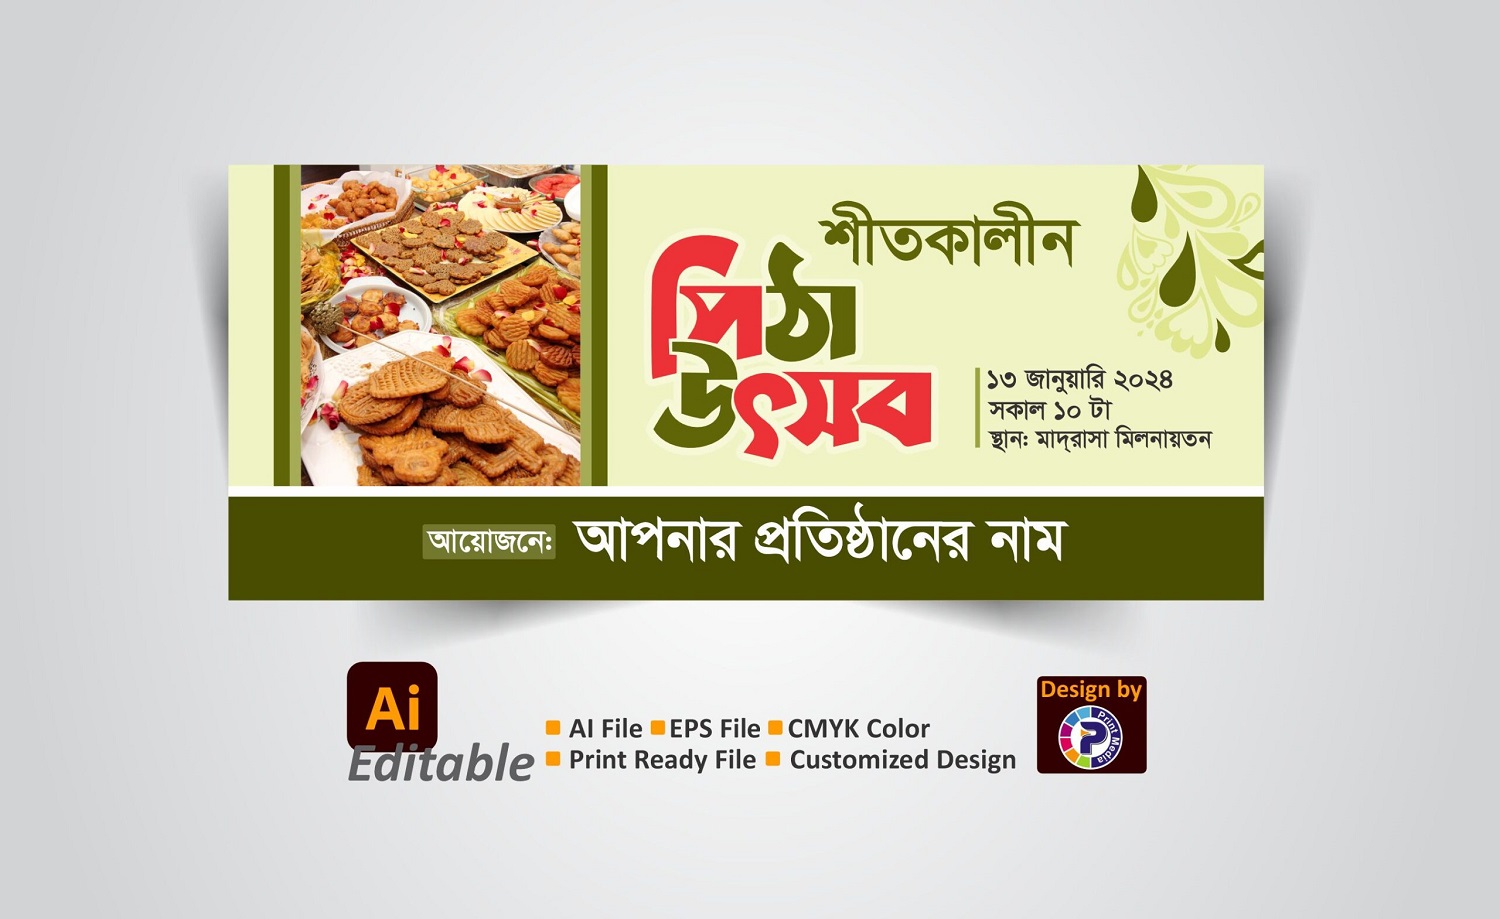 শীতকালীন
পিঠা
উৎসব
১৩ জানুয়ারি ২০২৪
সকাল ১০ টা
স্থান: মাদ্‌রাসা মিলনায়তন
আয়োজনে: আপনার প্রতিষ্ঠানের নাম
Ai
Editable
AI File EPS File CMYK Color
Print Ready File Customized Design
Design by
Print Media